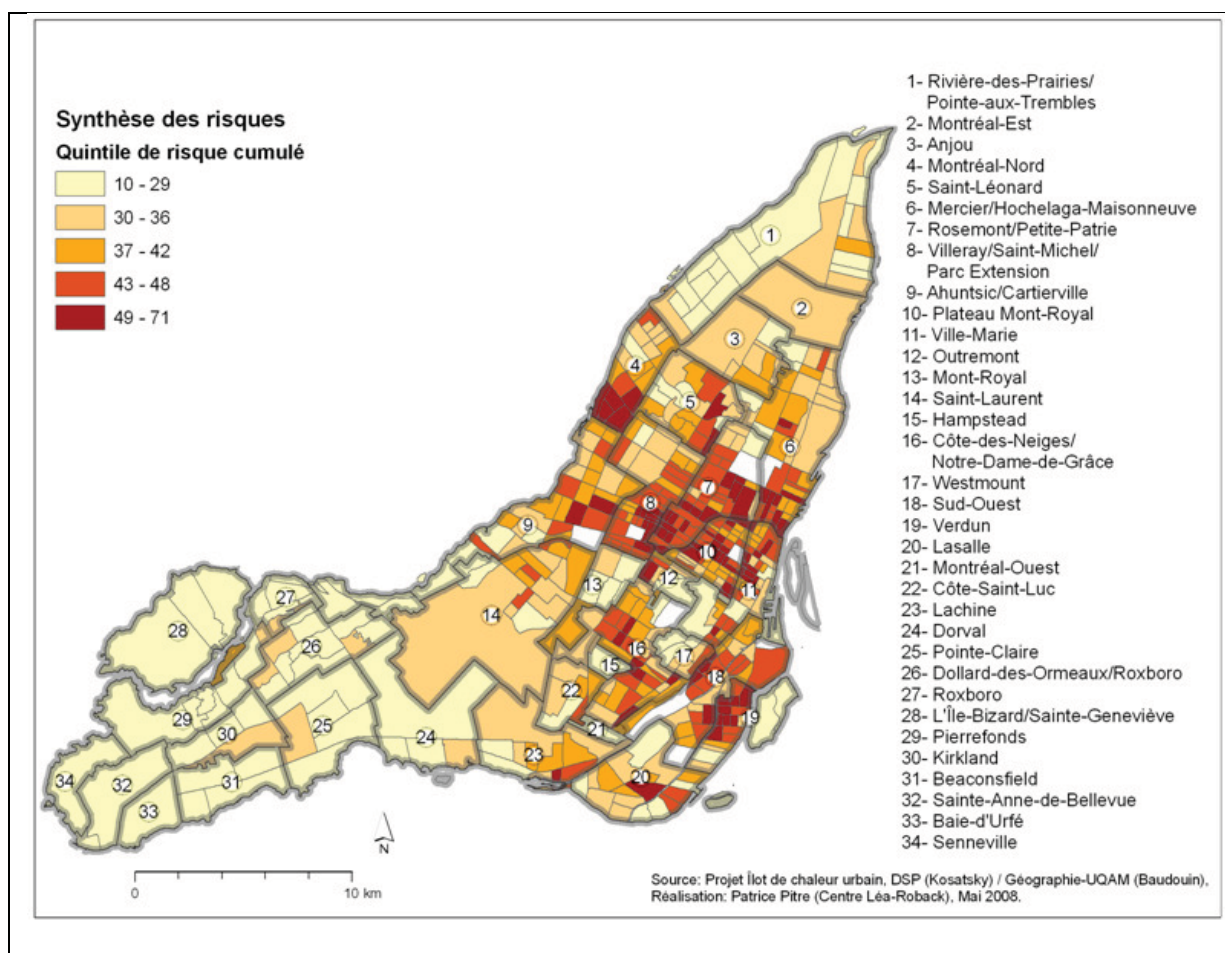 Synthèse des risques
Quintile de risque cumulé
10 - 29
30 - 36
37 - 42
43 - 48
49 - 71
1- Rivière-des-Prairies/
Pointe-aux-Trembles
2- Montréal-Est
3- Anjou
4- Montréal-Nord
5- Saint-Léonard
6- Mercier/Hochelaga-Maisonneuve
7- Rosemont/Petite-Patrie
8- Villeray/Saint-Michel/
Parc Extension
9- Ahuntsic/Cartierville
10- Plateau Mont-Royal
11- Ville-Marie
12- Outremont
13- Mont-Royal
14- Saint-Laurent
15- Hampstead
16- Côte-des-Neiges/
Notre-Dame-de-Grâce
17- Westmount
18- Sud-Ouest
19- Verdun
20- Lasalle
21- Montréal-Ouest
22- Côte-Saint-Luc
23- Lachine
24- Dorval
25- Pointe-Claire
26- Dollard-des-Ormeaux/Roxboro
27- Roxboro
28- L'Île-Bizard/Sainte-Geneviève
29- Pierrefonds
30- Kirkland
31- Beaconsfield
32- Sainte-Anne-de-Bellevue
33- Baie-d'Urfé
34- Senneville
1
2
3
4
5
6
7
8
9
10
11
12
13
14
15
16
17
18
19
20
21
22
23
24
25
26
27
28
29
30
31
32
33
34
N
0
10 km
Source: Projet Îlot de chaleur urbain, DSP (Kosatsky) / Géographie-UQAM (Baudouin),
Réalisation: Patrice Pitre (Centre Léa-Roback), Mai 2008.